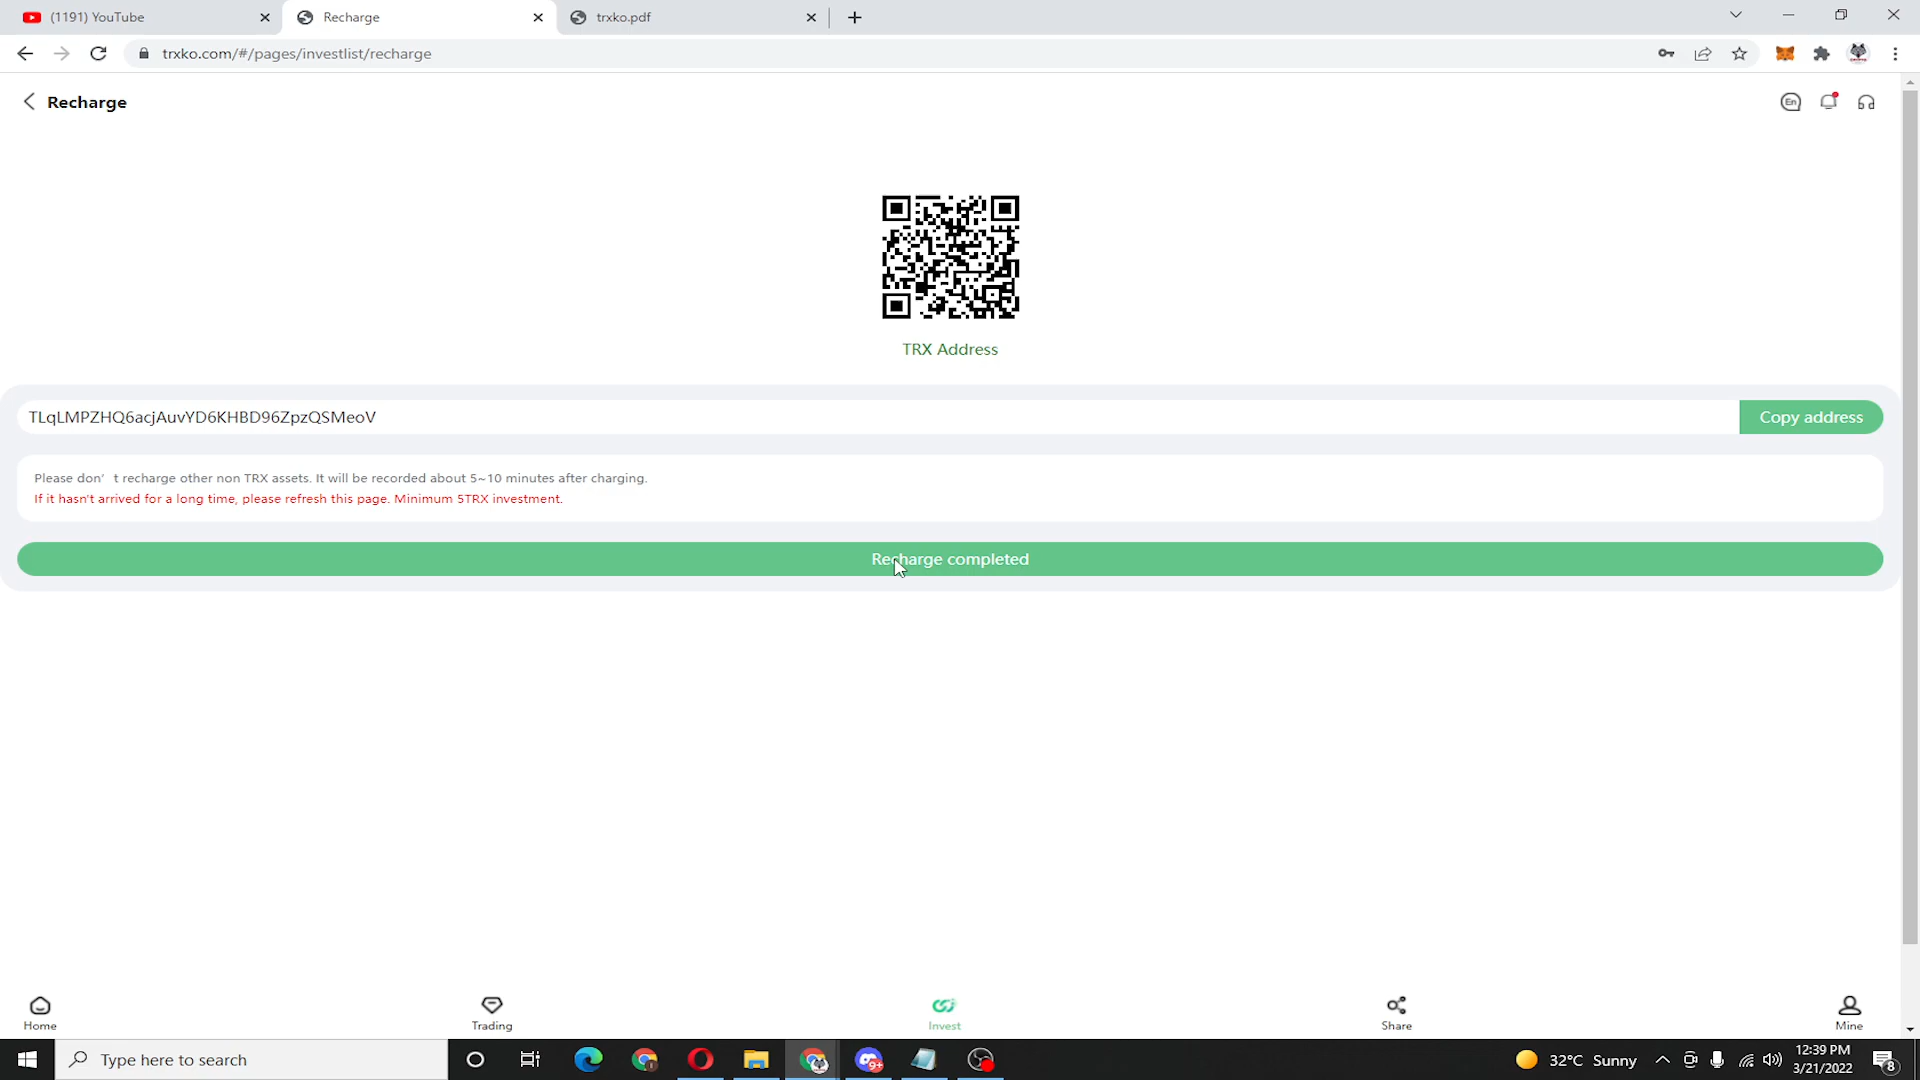 (1191) YouTube
Recharge
trxko.pdf
trxko.com/#/pages/investlist/recharge
Recharge
En
TRX Address
TLqLMPZHQ6acjAuvYD6KHBD96ZpzQSMeoV
Copy address
Please don’ t recharge other non TRX assets. It will be recorded about 5~10 minutes after charging.
If it hasn't arrived for a long time, please refresh this page. Minimum 5TRX investment.
Recharge completed
Home
Trading
Invest
Share
Mine
Type here to search
9+
32°C Sunny
12:39 PM
3/21/2022
8